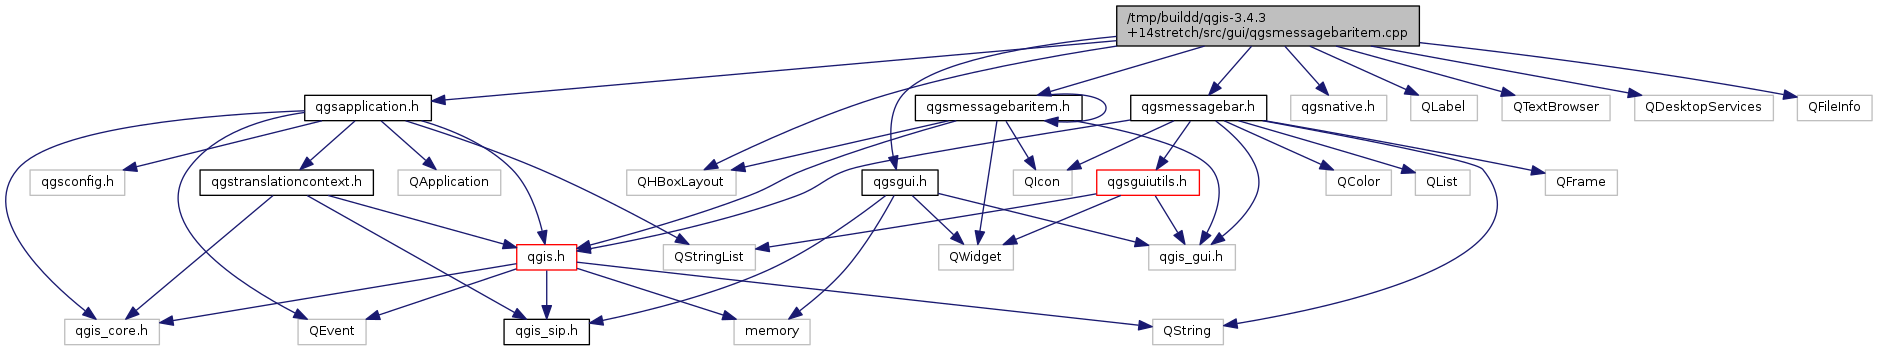 /tmp/buildd/qgis-3.4.3
+14stretch/src/gui/qgsmessagebaritem.cpp
qgsapplication.h
qgsmessagebaritem.h
qgsmessagebar.h
qgsnative.h
QLabel
QTextBrowser
QDesktopServices
QFileInfo
qgsconfig.h
qgstranslationcontext.h
QApplication
QHBoxLayout
qgsgui.h
QIcon
qgsguiutils.h
QColor
QList
QFrame
qgis.h
QStringList
QWidget
qgis_gui.h
qgis_core.h
QEvent
qgis_sip.h
memory
QString